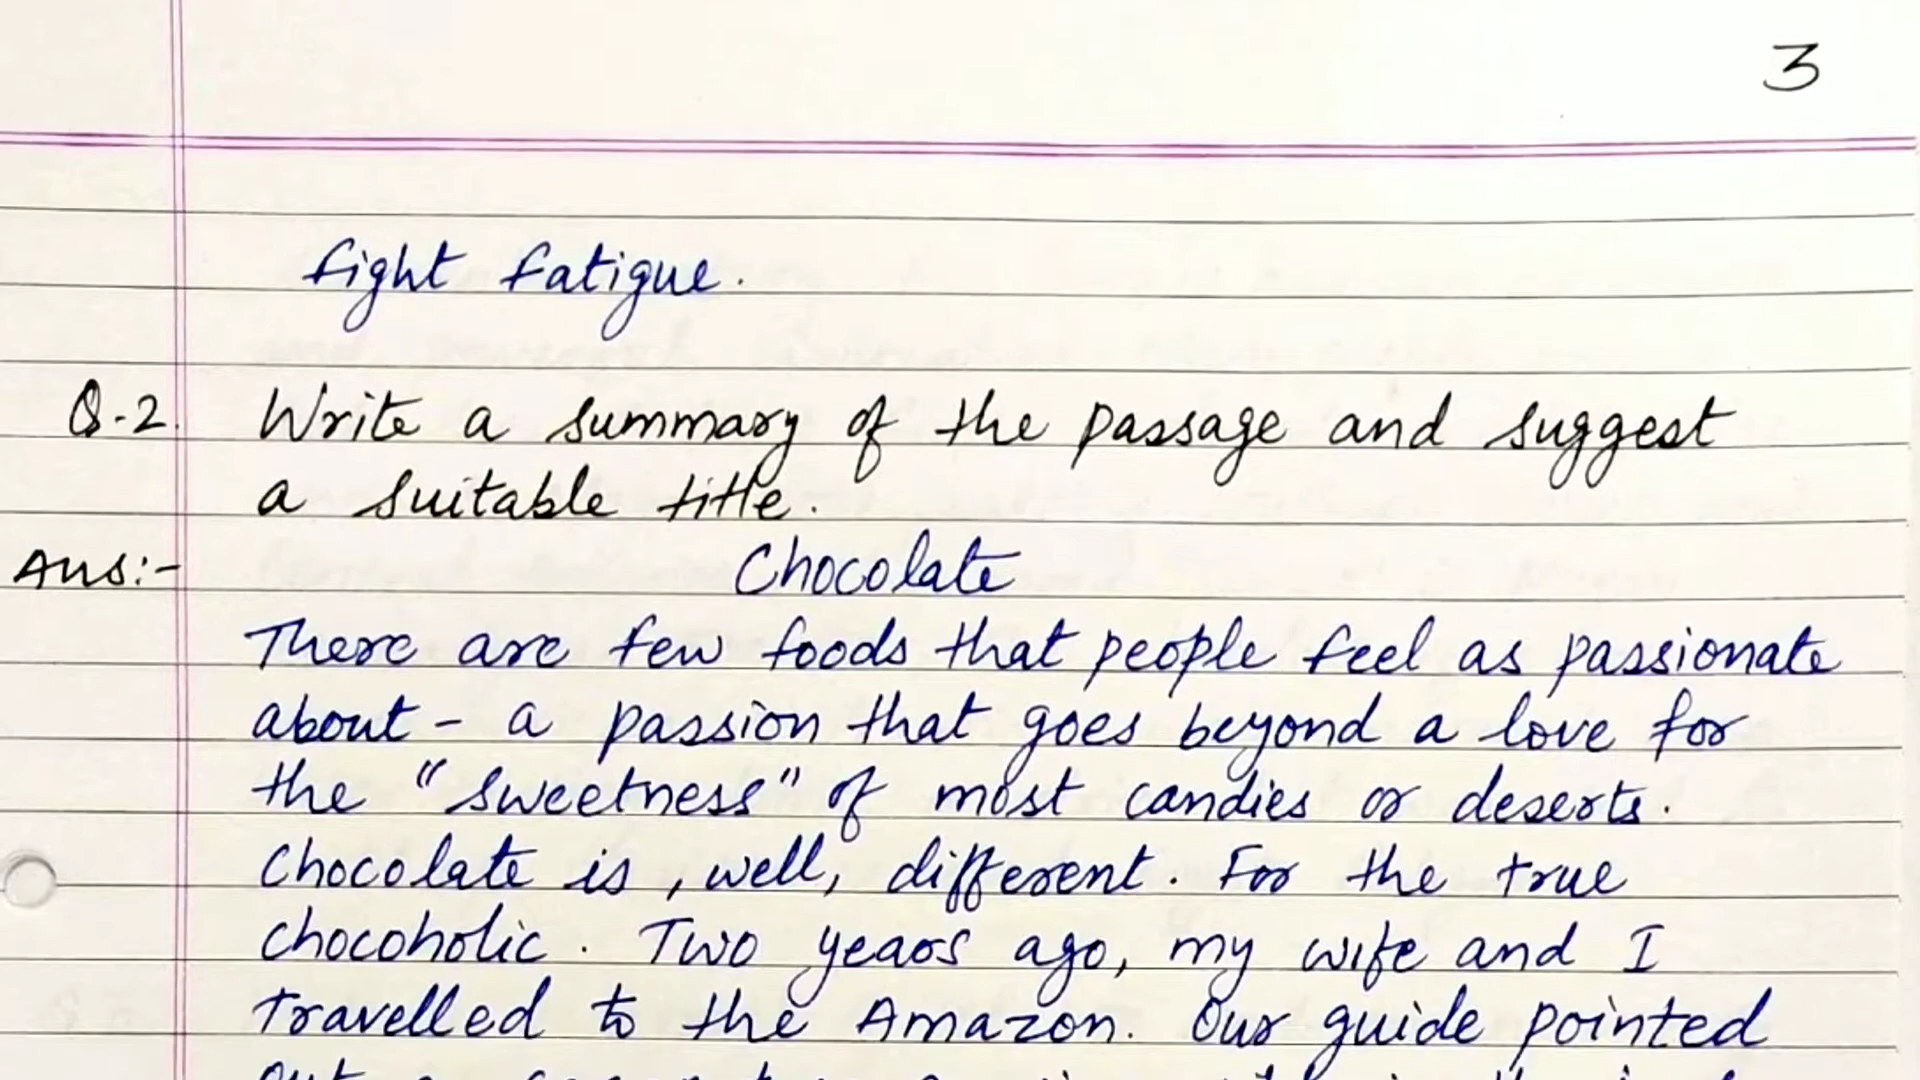 3
fight fatigue.
Q.2. Write a summary of the passage and suggest
a suitable title.
Ans:- Chocolate
There are few foods that people feel as passionate
about - a passion that goes beyond a love for
the "sweetness" of most candies or deserts.
Chocolate is, well, different. For the true
chocoholic. Two years ago, my wife and I
travelled to the Amazon. Our guide pointed